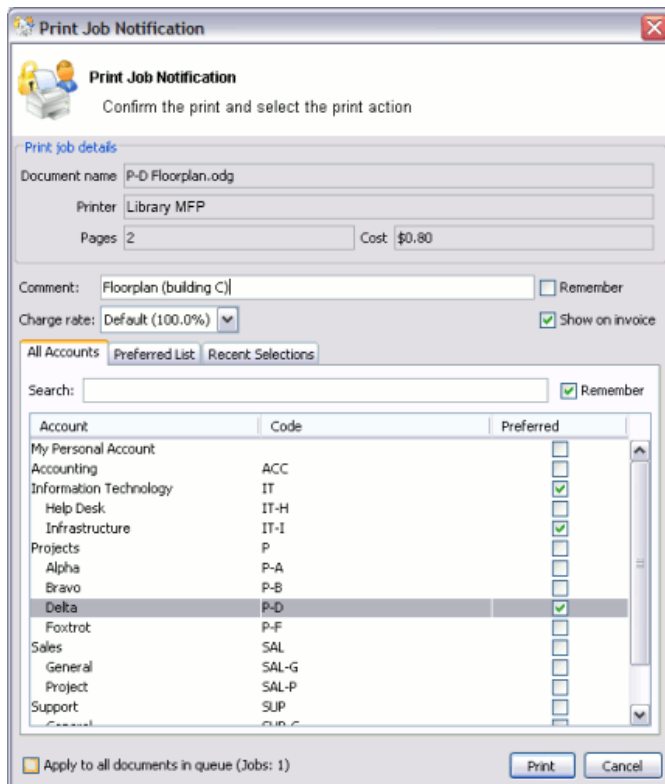 Print Job Notification
Print Job Notification
Confirm the print and select the print action
Print job details
Document name P-D Floorplan.odg
Printer Library MFP
Pages 2 Cost $0.80
Comment: Floorplan (building C) Remember
Charge rate: Default (100.0%) Show on invoice
All Accounts Preferred List Recent Selections
Search: Remember
Account Code Preferred
My Personal Account
Accounting ACC
Information Technology IT
Help Desk IT-H
Infrastructure IT-I
Projects P
Alpha P-A
Bravo P-B
Delta P-D
Foxtrot P-F
Sales SAL
General SAL-G
Project SAL-P
Support SUP
General SUP-G
Apply to all documents in queue (Jobs: 1) Print Cancel